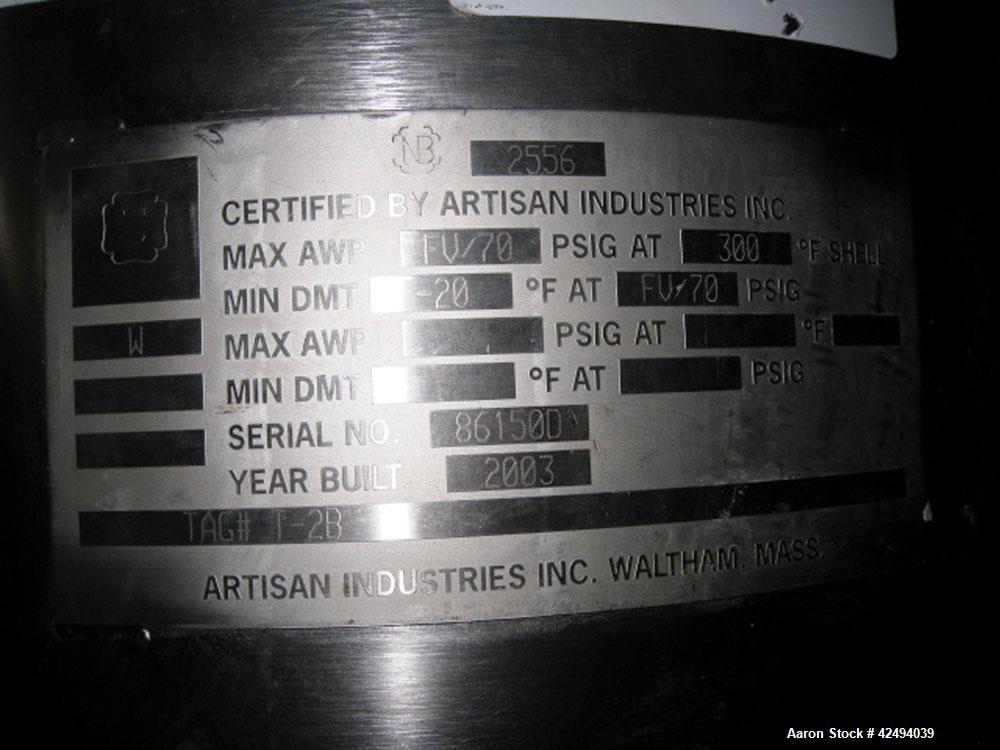 NB 2556
CERTIFIED BY ARTISAN INDUSTRIES INC.
MAX AWP FV/70 PSIG AT 300 °F SHELL
MIN DMT -20 °F AT FV/70 PSIG
W MAX AWP PSIG AT °F
MIN DMT °F AT PSIG
SERIAL NO. 86150D
YEAR BUILT 2003
TAG# T-2B
ARTISAN INDUSTRIES INC. WALTHAM, MASS.
Aaron Stock # 42494039